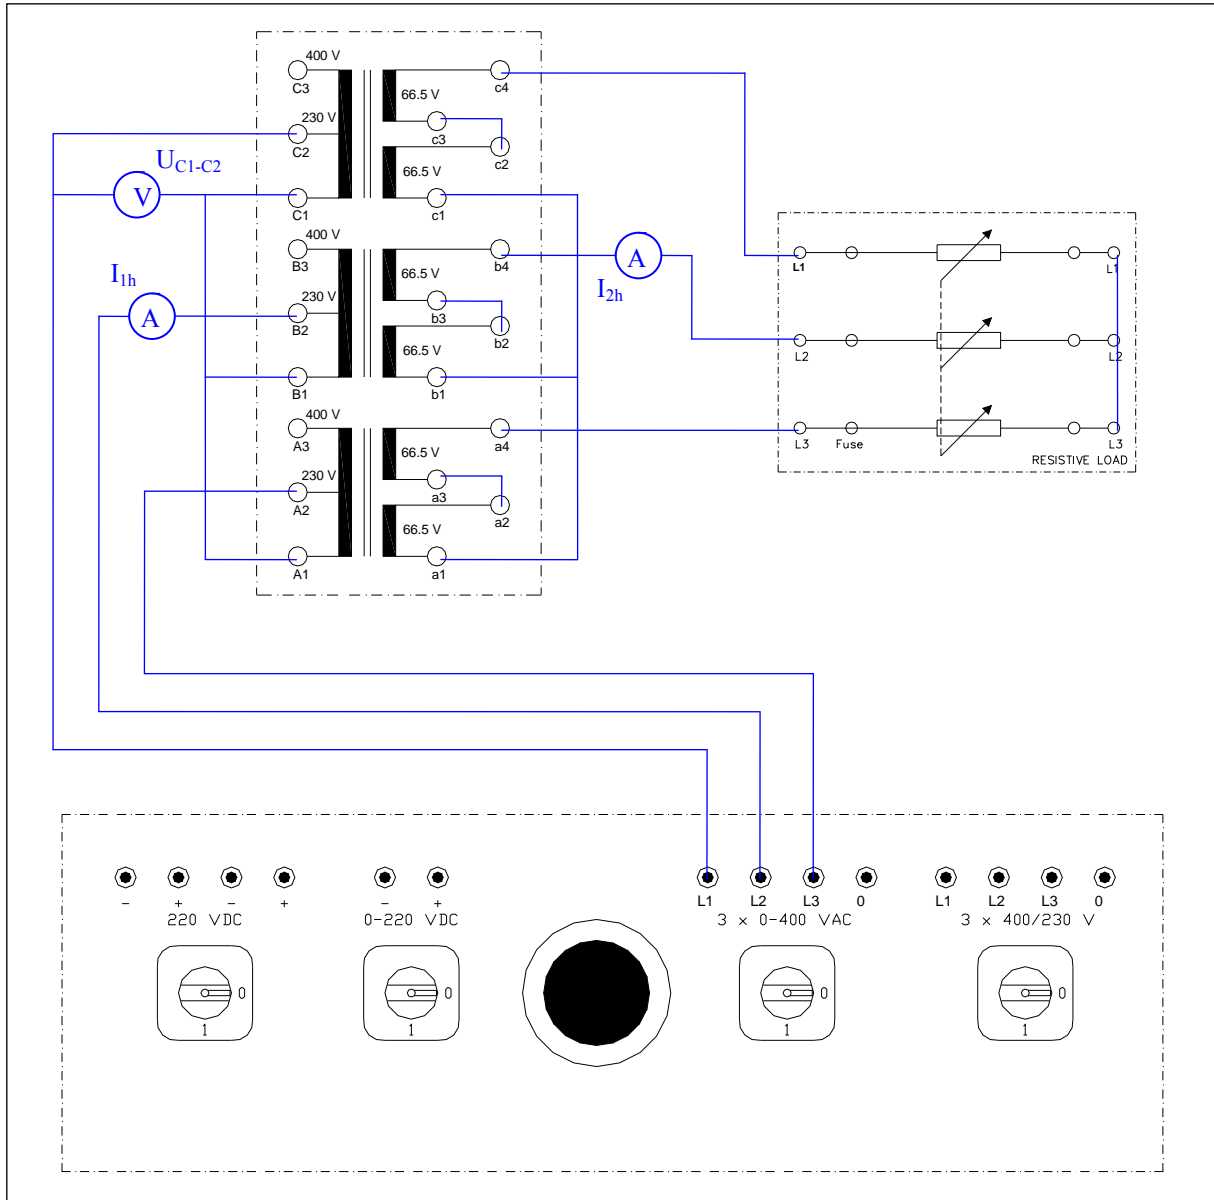 400 V
C3
c4
66.5 V
230 V
c3
C2
c2
U_C1-C2
66.5 V
V
C1
c1
400 V
B3
b4
A
I_2h
66.5 V
I_1h
230 V
b3
A
B2
b2
66.5 V
B1
b1
400 V
A3
a4
66.5 V
230 V
a3
A2
a2
66.5 V
A1
a1
L1 L1
L2 L2
L3 Fuse L3
RESISTIVE LOAD
- + - +
220 VDC
- +
0-220 VDC
L1 L2 L3 0
3 x 0-400 VAC
L1 L2 L3 0
3 x 400/230 V
0 0 0 0
1 1 1 1